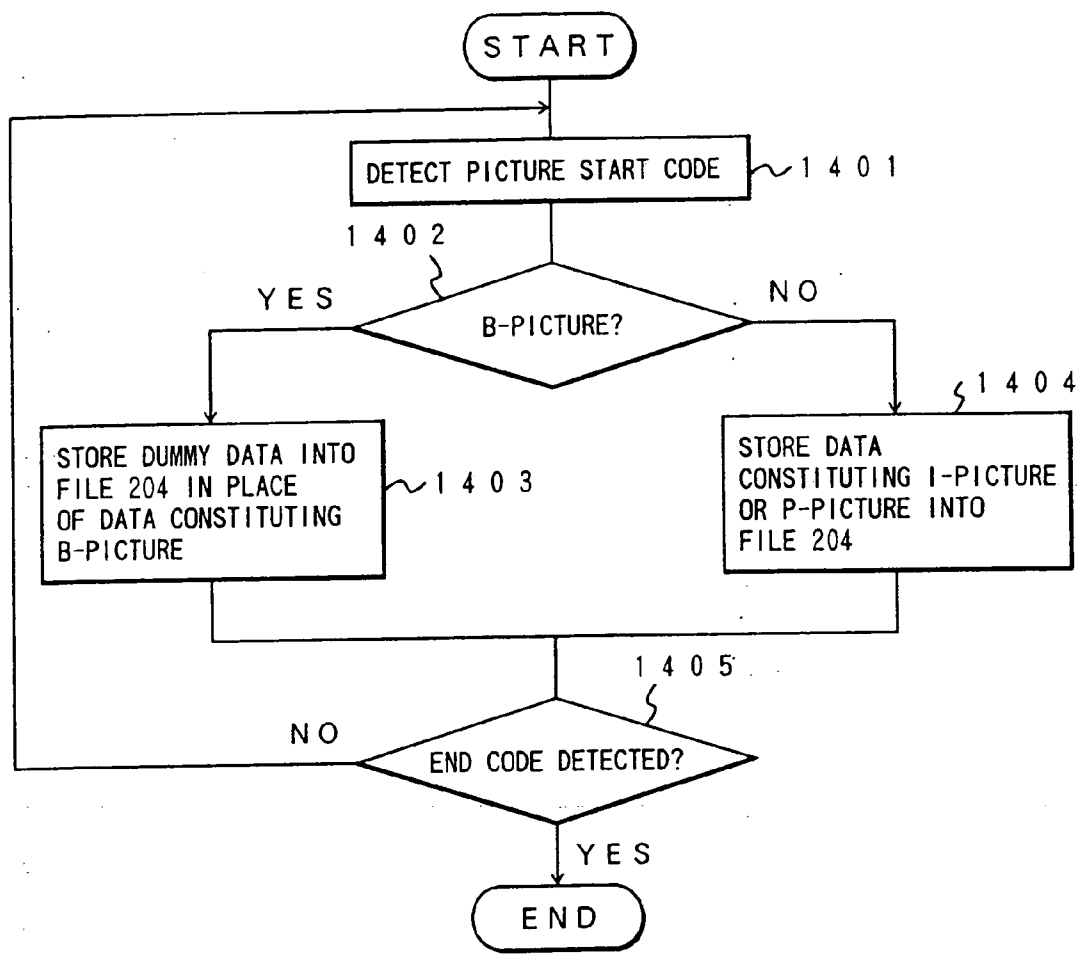 START
DETECT PICTURE START CODE
1401
1402
YES
NO
B-PICTURE?
1404
STORE DUMMY DATA INTO
FILE 204 IN PLACE
OF DATA CONSTITUTING
B-PICTURE
1403
STORE DATA
CONSTITUTING I-PICTURE
OR P-PICTURE INTO
FILE 204
1405
NO
END CODE DETECTED?
YES
END